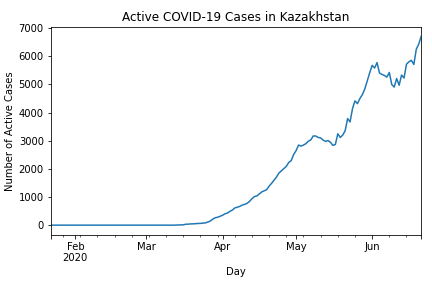 Active COVID-19 Cases in Kazakhstan
Number of Active Cases
7000
6000
5000
4000
3000
2000
1000
0
Feb Mar Apr May Jun
2020
Day